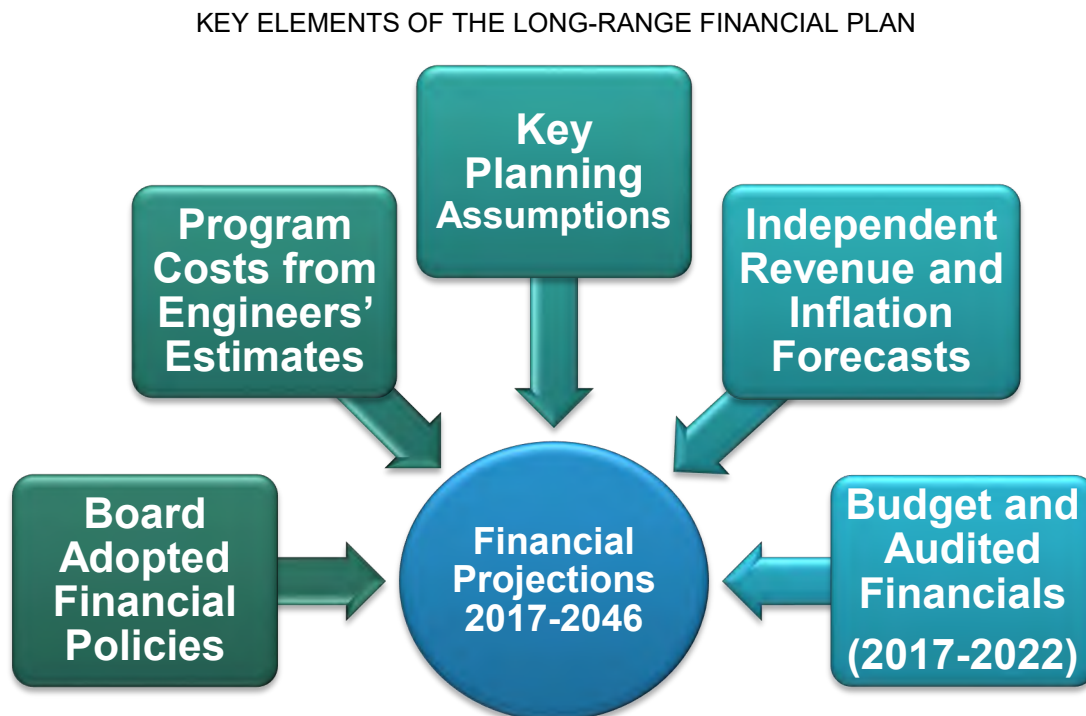 KEY ELEMENTS OF THE LONG-RANGE FINANCIAL PLAN
Key
Planning
Assumptions
Program
Costs from
Engineers’
Estimates
Independent
Revenue and
Inflation
Forecasts
Board
Adopted
Financial
Policies
Financial
Projections
2017-2046
Budget and
Audited
Financials
(2017-2022)